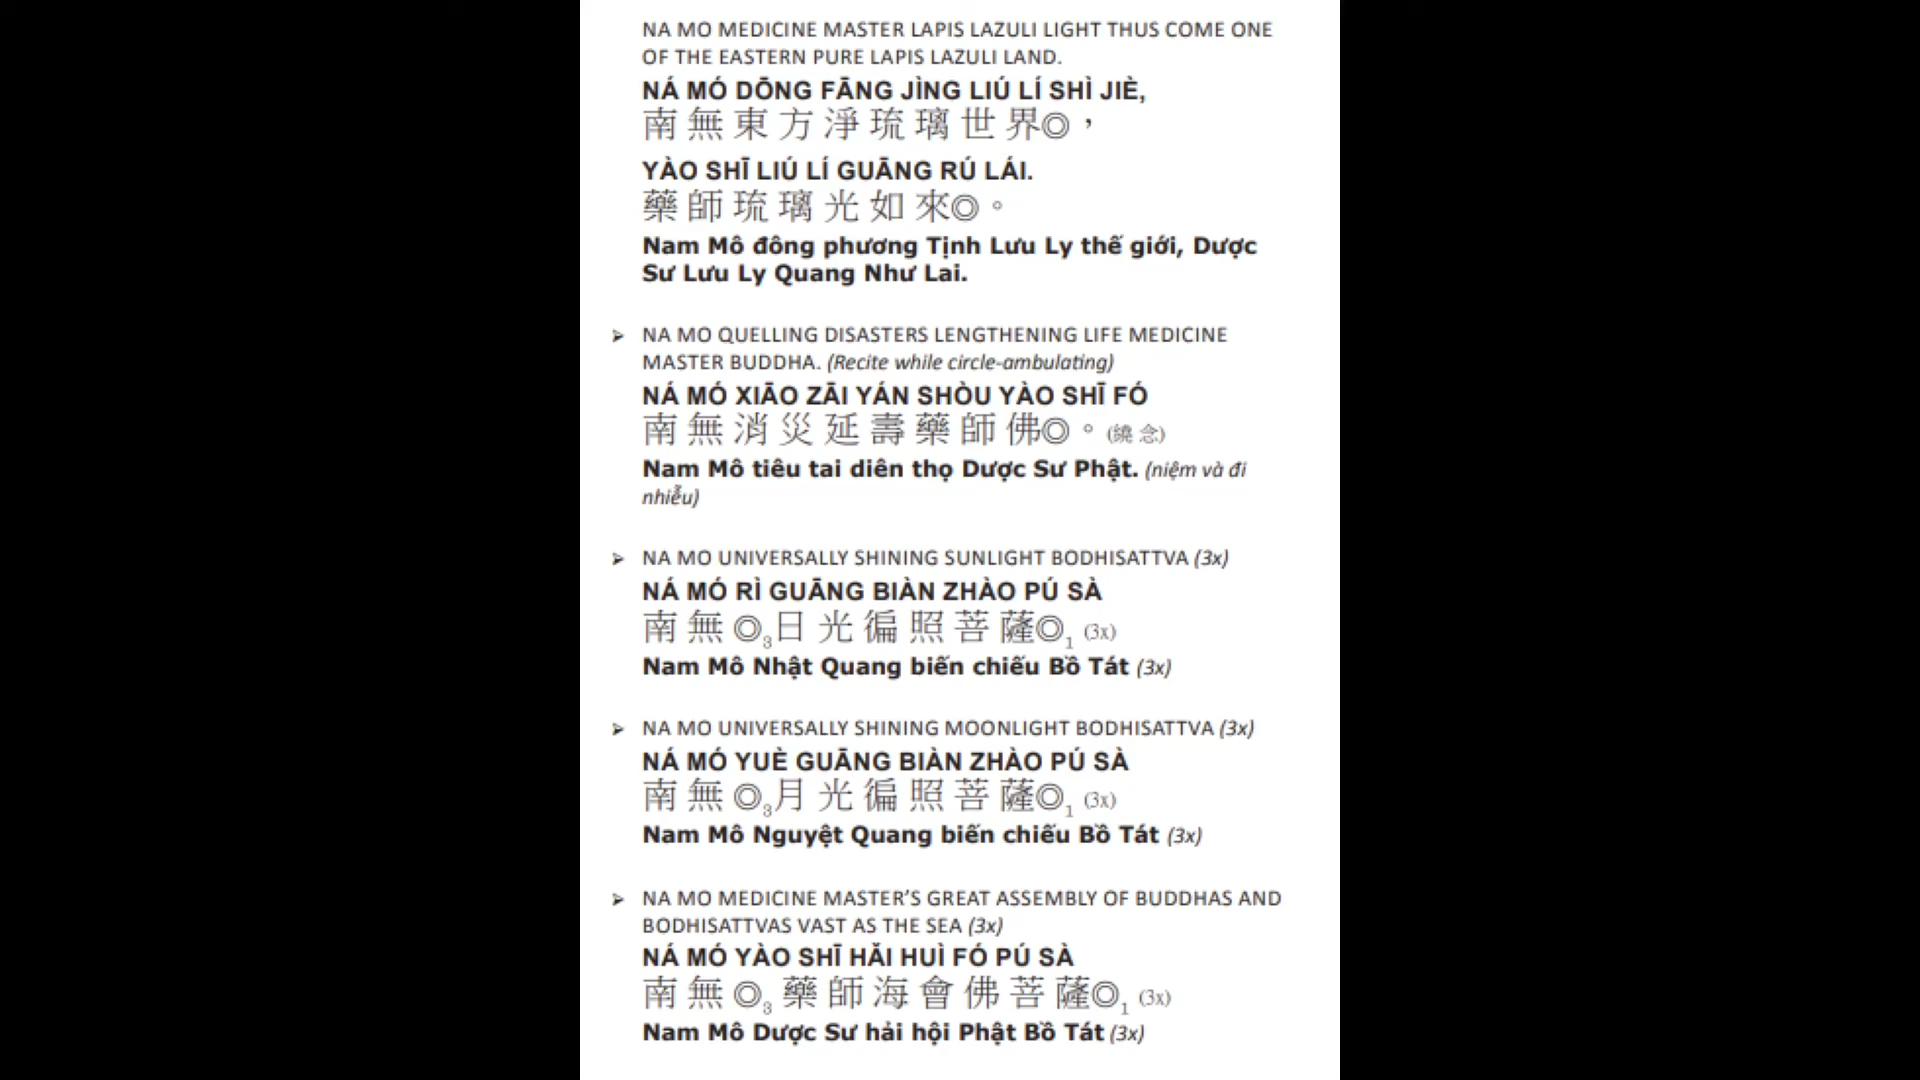 NA MO MEDICINE MASTER LAPIS LAZULI LIGHT THUS COME ONE
OF THE EASTERN PURE LAPIS LAZULI LAND.
NÁ MÓ DŌNG FĀNG JÌNG LIÚ LÍ SHÌ JIÈ,
南 無 東 方 淨 琉 璃 世 界◎，
YÀO SHĪ LIÚ LÍ GUĀNG RÚ LÁI.
藥 師 琉 璃 光 如 來◎。
Nam Mô đông phương Tịnh Lưu Ly thế giới, Dược
Sư Lưu Ly Quang Như Lai.
➢ NA MO QUELLING DISASTERS LENGTHENING LIFE MEDICINE
MASTER BUDDHA. (Recite while circle-ambulating)
NÁ MÓ XIĀO ZĀI YÁN SHÒU YÀO SHĪ FÓ
南 無 消 災 延 壽 藥 師 佛◎。(繞 念)
Nam Mô tiêu tai diên thọ Dược Sư Phật. (niệm và đi
nhiễu)
➢ NA MO UNIVERSALLY SHINING SUNLIGHT BODHISATTVA (3x)
NÁ MÓ RÌ GUĀNG BIÀN ZHÀO PÚ SÀ
南 無 ◎3日 光 徧 照 菩 薩◎1 (3x)
Nam Mô Nhật Quang biến chiếu Bồ Tát (3x)
➢ NA MO UNIVERSALLY SHINING MOONLIGHT BODHISATTVA (3x)
NÁ MÓ YUÈ GUĀNG BIÀN ZHÀO PÚ SÀ
南 無 ◎3月 光 徧 照 菩 薩◎1 (3x)
Nam Mô Nguyệt Quang biến chiếu Bồ Tát (3x)
➢ NA MO MEDICINE MASTER’S GREAT ASSEMBLY OF BUDDHAS AND
BODHISATTVAS VAST AS THE SEA (3x)
NÁ MÓ YÀO SHĪ HǍI HUÌ FÓ PÚ SÀ
南 無 ◎3 藥 師 海 會 佛 菩 薩◎1 (3x)
Nam Mô Dược Sư hải hội Phật Bồ Tát (3x)